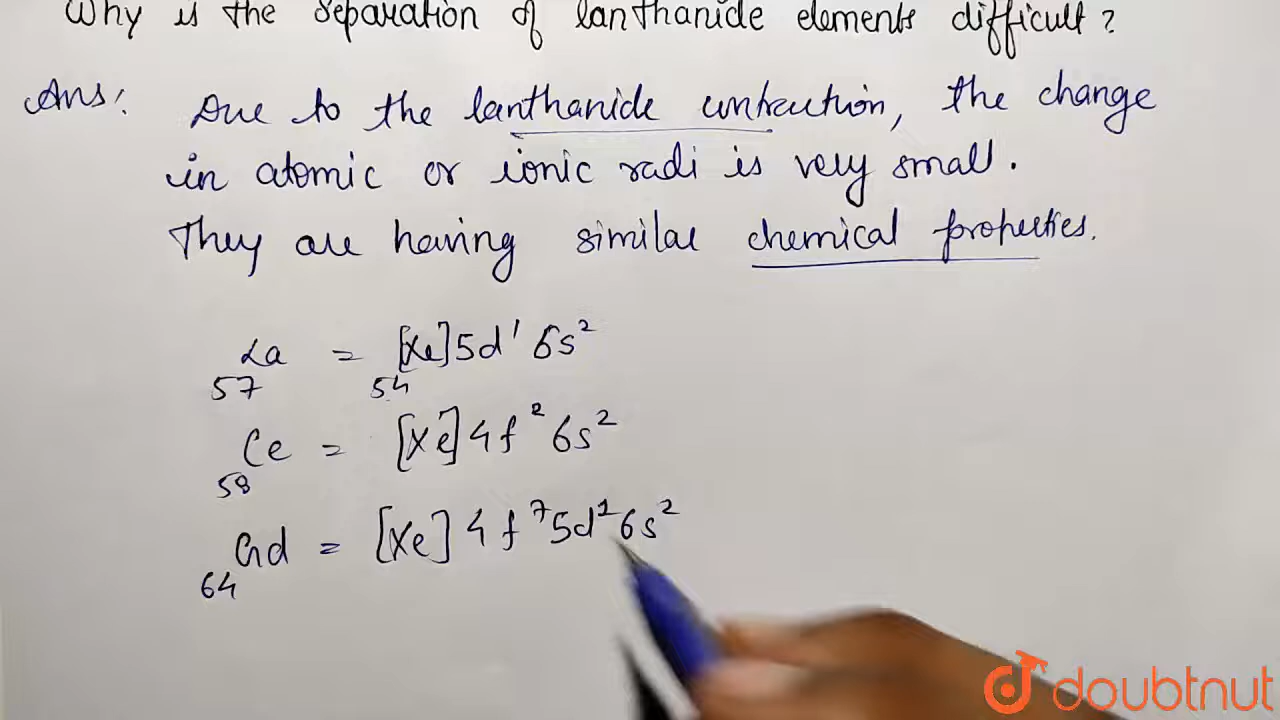 Why is the separation of lanthanide elements difficult?
Ans: Due to the lanthanide contraction, the change
in atomic or ionic radi is very small.
They are having similar chemical properties.
57La = 54[Xe] 5d¹ 6s²
58Ce = [Xe] 4f² 6s²
64Gd = [Xe] 4f⁷ 5d¹ 6s²
doubtnut